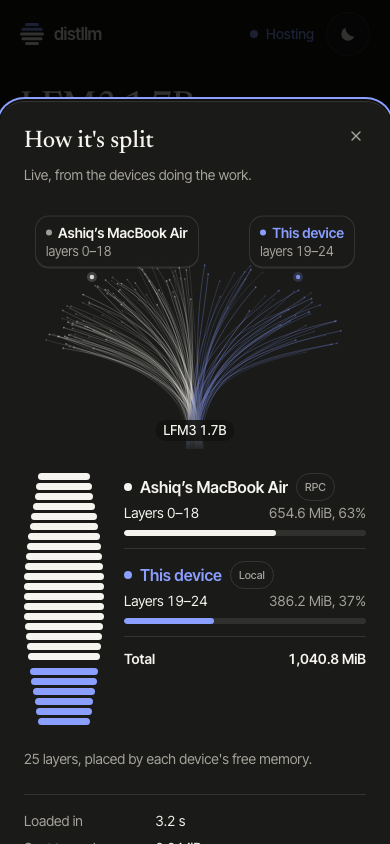 distllm
Hosting
LFM3 1.7B
How it's split
Live, from the devices doing the work.
Ashiq's MacBook Air
layers 0–18
This device
layers 19–24
LFM3 1.7B
Ashiq's MacBook Air
RPC
Layers 0–18
654.6 MiB, 63%
This device
Local
Layers 19–24
386.2 MiB, 37%
Total
1,040.8 MiB
25 layers, placed by each device's free memory.
Loaded in
3.2 s